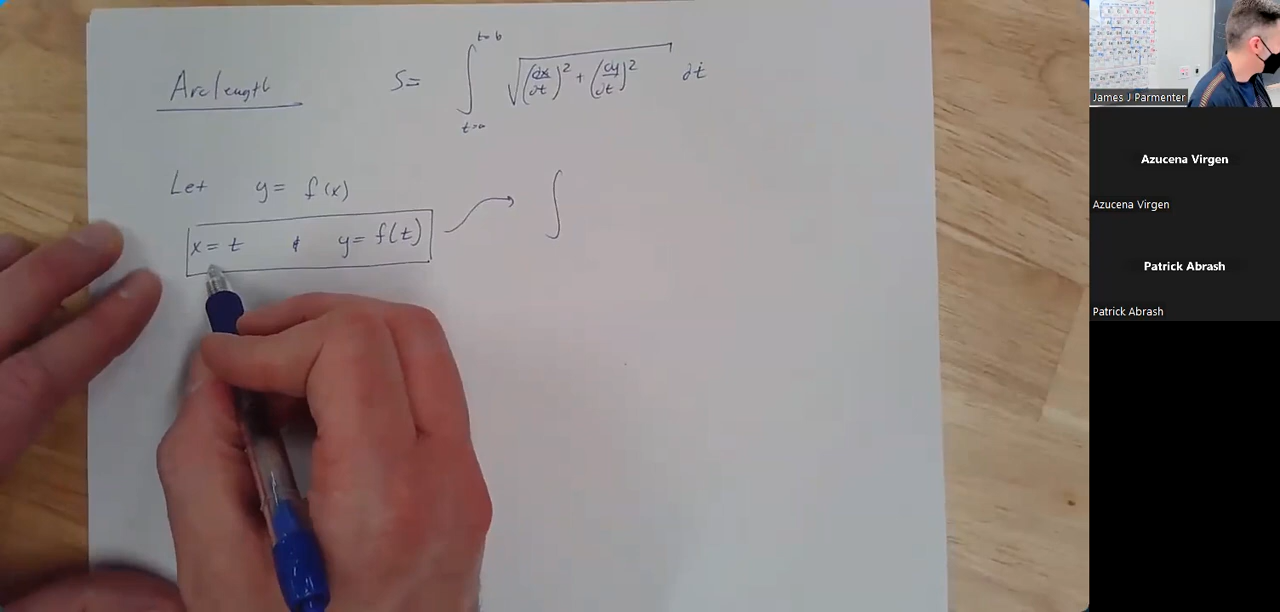 Arclength
S= ∫ t=a t=b √(dx/dt)² + (dy/dt)² dt
Let y= f(x)
x= t & y= f(t) → ∫
James J Parmenter
Azucena Virgen
Azucena Virgen
Patrick Abrash
Patrick Abrash